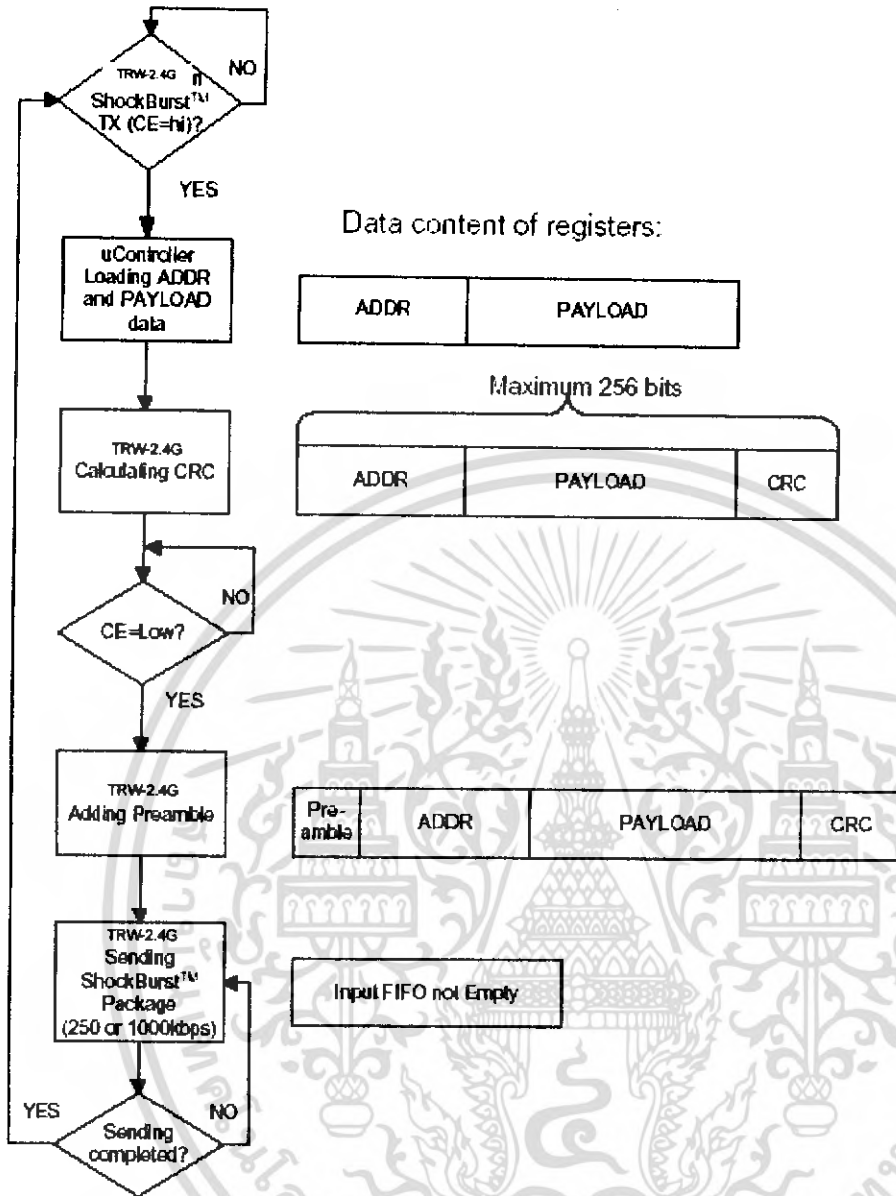 TRW-2.4G in
ShockBurst™
TX (CE=hi)?
NO
YES
uController
Loading ADDR
and PAYLOAD
data
Data content of registers:
ADDR PAYLOAD
TRW-2.4G
Calculating CRC
Maximum 256 bits
ADDR PAYLOAD CRC
CE=Low?
NO
YES
TRW-2.4G
Adding Preamble
Pre-
amble ADDR PAYLOAD CRC
TRW-2.4G
Sending
ShockBurst™
Package
(250 or 1000kbps)
Input FIFO not Empty
Sending
completed?
YES
NO